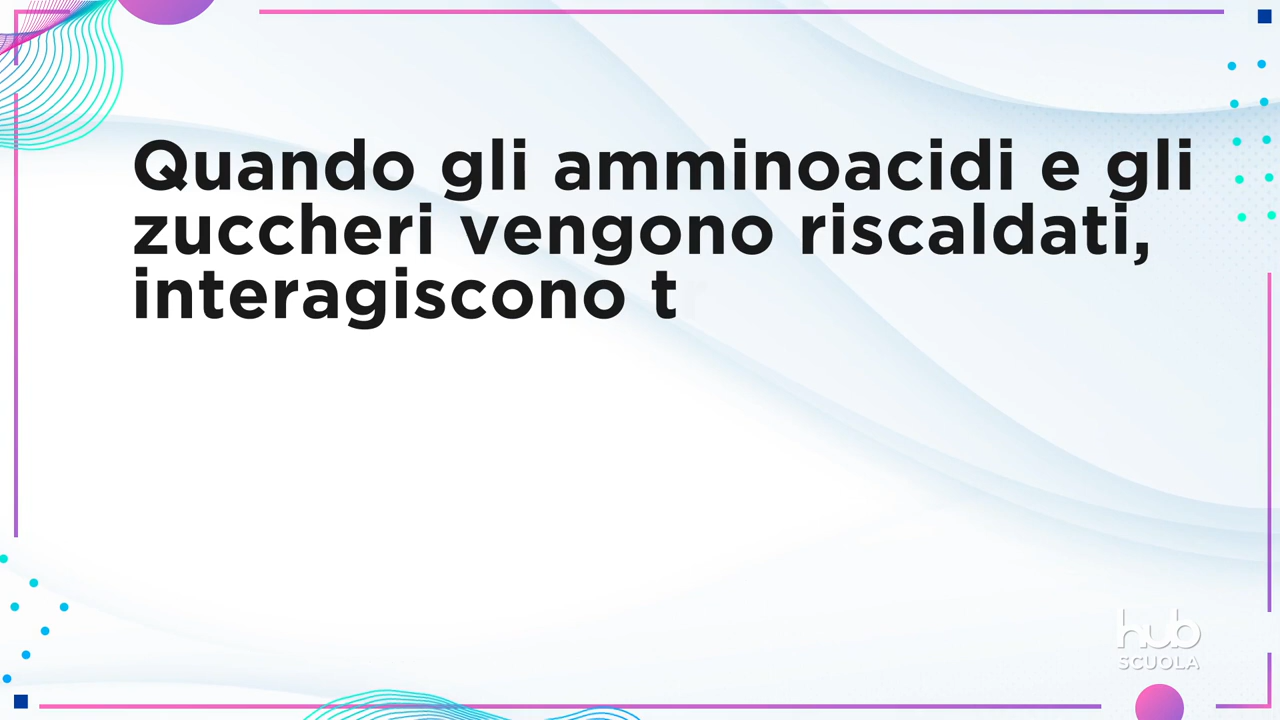 Quando gli amminoacidi e gli
zuccheri vengono riscaldati,
interagiscono t
hub
SCUOLA